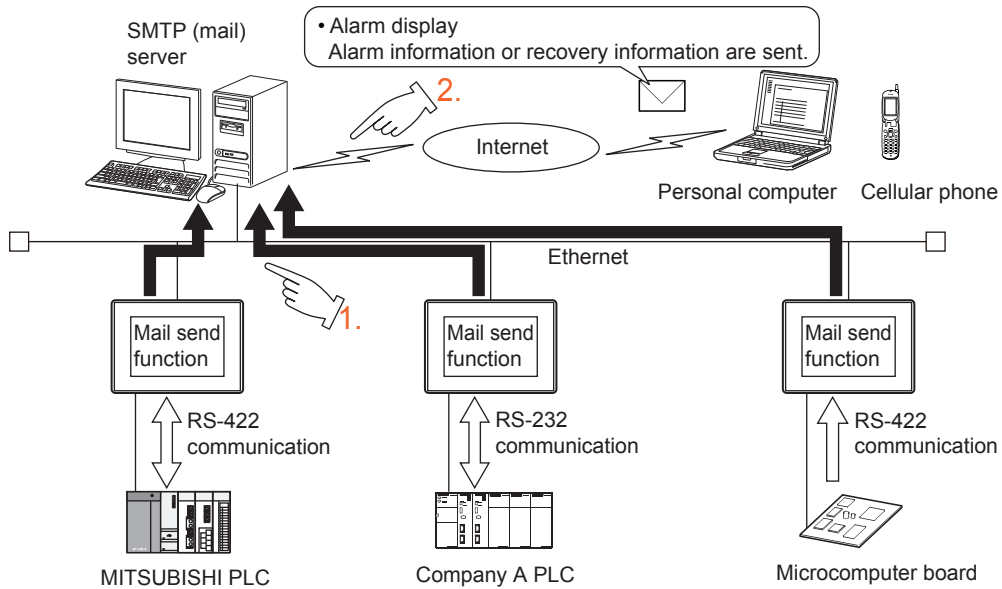 SMTP (mail)
server
• Alarm display
Alarm information or recovery information are sent.
2.
Internet
Personal computer
Cellular phone
Ethernet
1.
Mail send
function
Mail send
function
Mail send
function
RS-422
communication
RS-232
communication
RS-422
communication
MITSUBISHI PLC
Company A PLC
Microcomputer board